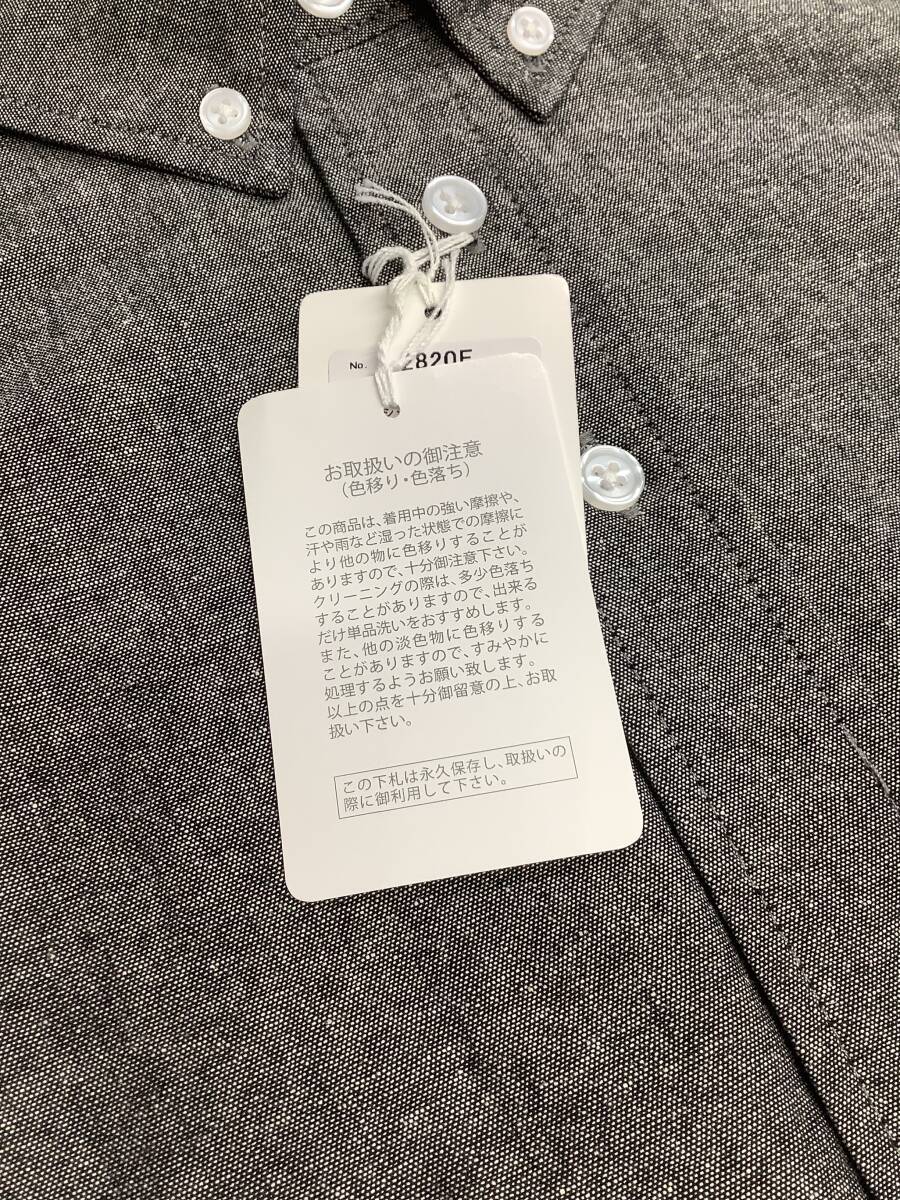 No. 2820F
お取扱いの御注意
(色移り・色落ち)
この商品は、着用中の強い摩擦や、
汗や雨など湿った状態での摩擦に
より他の物に色移りすることが
ありますので、十分御注意下さい。
クリーニングの際は、多少色落ち
することがありますので、出来る
だけ単品洗いをおすすめします。
また、他の淡色物に色移りする
ことがありますので、すみやかに
処理するようお願い致します。
以上の点を十分御留意の上、お取
扱い下さい。
この下札は永久保存し、取扱いの
際に御利用して下さい。